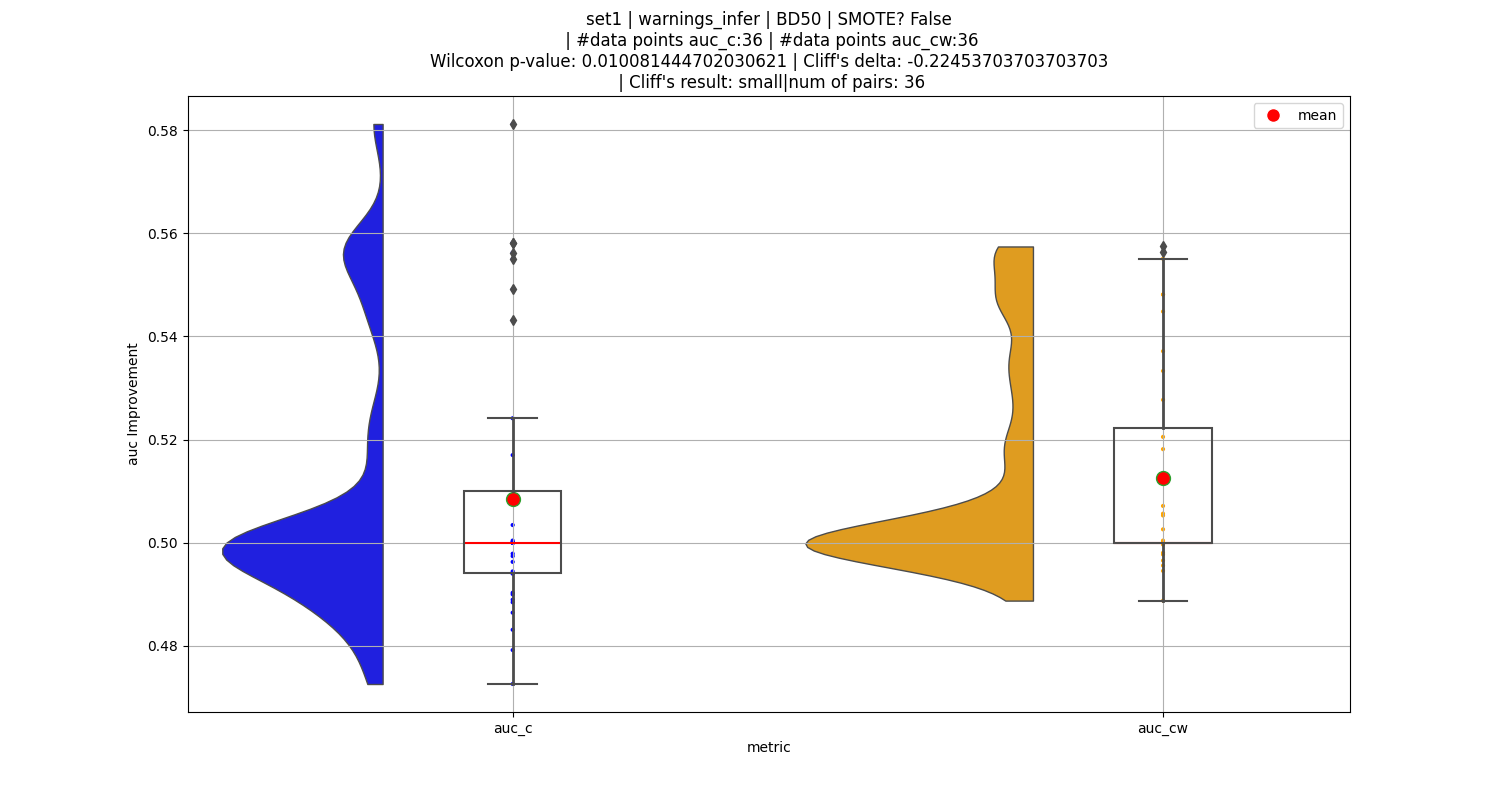 set1 | warnings_infer | BD50 | SMOTE? False
| #data points auc_c:36 | #data points auc_cw:36
Wilcoxon p-value: 0.010081444702030621 | Cliff's delta: -0.22453703703703703
| Cliff's result: small|num of pairs: 36
mean
0.58
0.56
0.54
0.52
0.50
0.48
auc Improvement
auc_c
auc_cw
metric